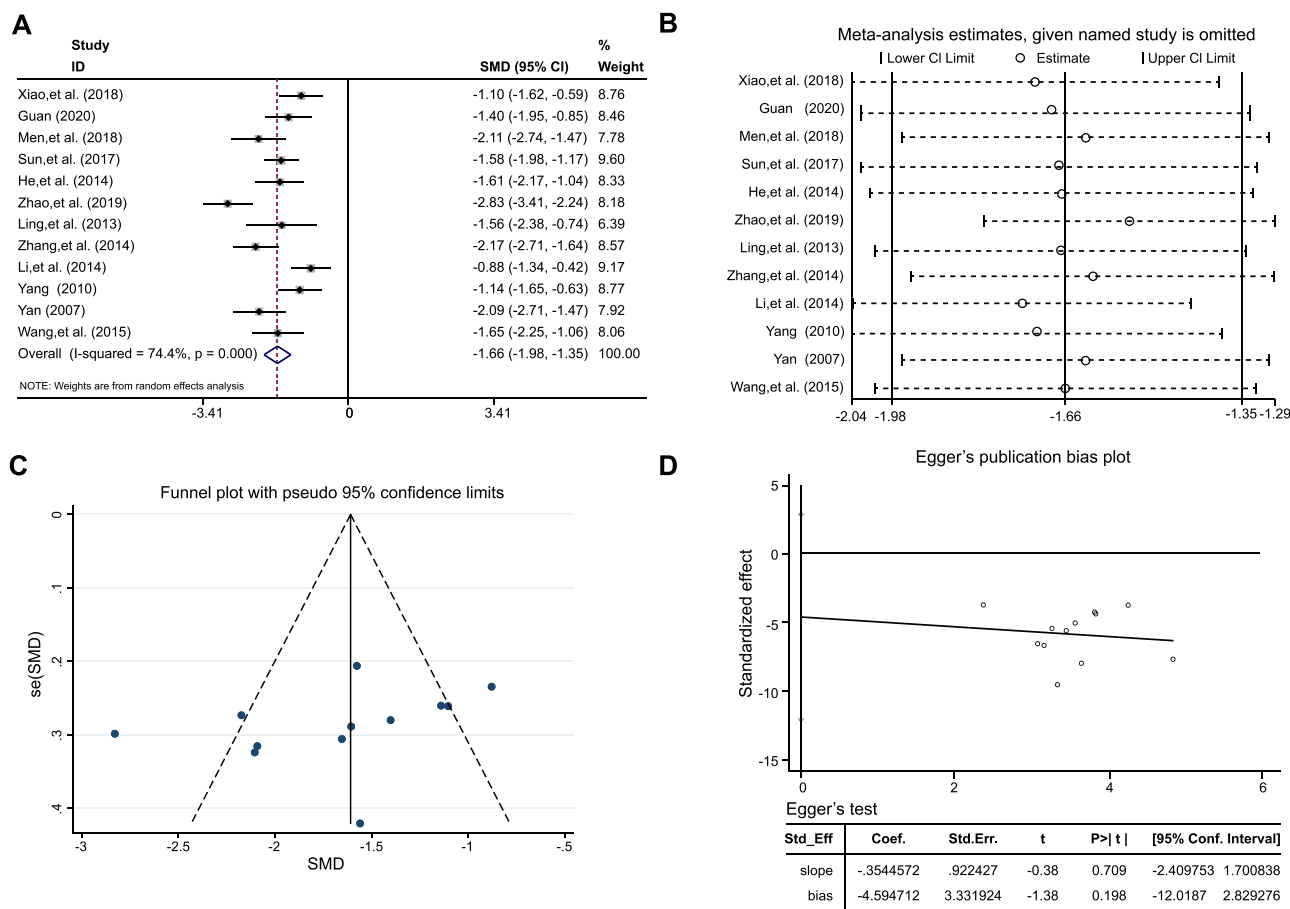 A
Study
%
ID
SMD (95% CI)
Weight
Xiao,et al. (2018) -1.10 (-1.62, -0.59) 8.76
Guan (2020) -1.40 (-1.95, -0.85) 8.46
Men,et al. (2018) -2.11 (-2.74, -1.47) 7.78
Sun,et al. (2017) -1.58 (-1.98, -1.17) 9.60
He,et al. (2014) -1.61 (-2.17, -1.04) 8.33
Zhao,et al. (2019) -2.83 (-3.41, -2.24) 8.18
Ling,et al. (2013) -1.56 (-2.38, -0.74) 6.39
Zhang,et al. (2014) -2.17 (-2.71, -1.64) 8.57
Li,et al. (2014) -0.88 (-1.34, -0.42) 9.17
Yang (2010) -1.14 (-1.65, -0.63) 8.77
Yan (2007) -2.09 (-2.71, -1.47) 7.92
Wang,et al. (2015) -1.65 (-2.25, -1.06) 8.06
Overall (I-squared = 74.4%, p = 0.000) -1.66 (-1.98, -1.35) 100.00
NOTE: Weights are from random effects analysis
-3.41 0 3.41
B
Meta-analysis estimates, given named study is omitted
Lower CI Limit Estimate Upper CI Limit
Xiao,et al. (2018)
Guan (2020)
Men,et al. (2018)
Sun,et al. (2017)
He,et al. (2014)
Zhao,et al. (2019)
Ling,et al. (2013)
Zhang,et al. (2014)
Li,et al. (2014)
Yang (2010)
Yan (2007)
Wang,et al. (2015)
-2.04 -1.98 -1.66 -1.35 -1.29
C
Funnel plot with pseudo 95% confidence limits
se(SMD)
0
.1
.2
.3
.4
-3 -2.5 -2 -1.5 -1 -.5
SMD
D
Egger's publication bias plot
Standardized effect
5
0
-5
-10
-15
0 2 4 6
Egger's test
Std_Eff Coef. Std.Err. t P>| t | [95% Conf. Interval]
slope -.3544572 .922427 -0.38 0.709 -2.409753 1.700838
bias -4.594712 3.331924 -1.38 0.198 -12.0187 2.829276